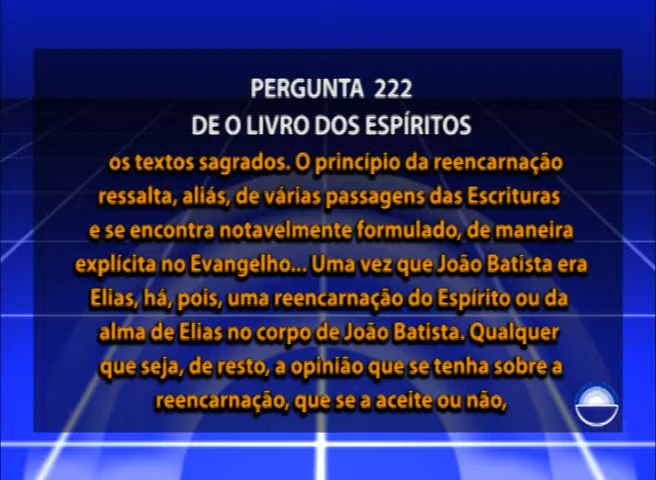 PERGUNTA 222
DE O LIVRO DOS ESPÍRITOS
os textos sagrados. O princípio da reencarnação
ressalta, aliás, de várias passagens das Escrituras
e se encontra notavelmente formulado, de maneira
explícita no Evangelho... Uma vez que João Batista era
Elias, há, pois, uma reencarnação do Espírito ou da
alma de Elias no corpo de João Batista. Qualquer
que seja, de resto, a opinião que se tenha sobre a
reencarnação, que se a aceite ou não,